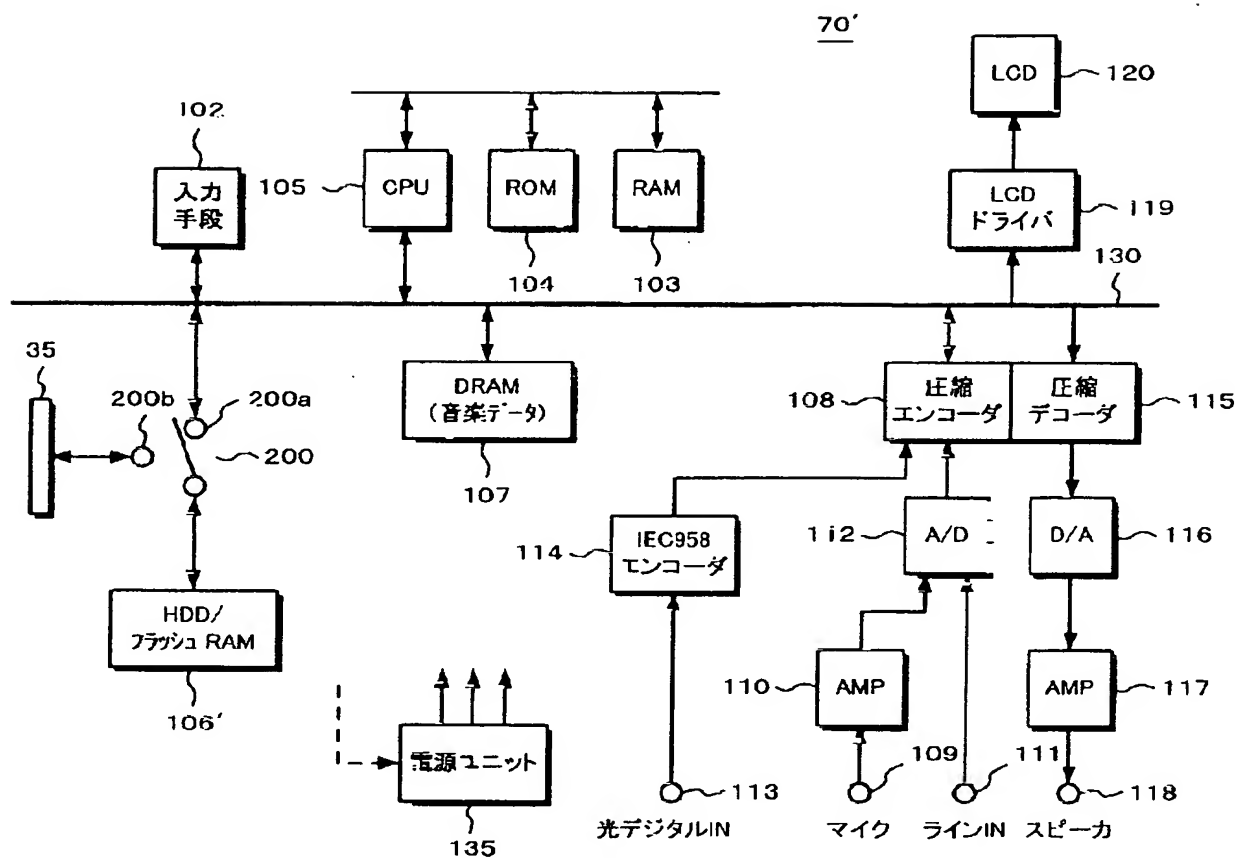 70'
LCD
120
102
入力
手段
105
CPU
ROM
RAM
104
103
LCD
ドライバ
119
130
35
200b
200a
200
DRAM
(音楽データ)
107
108
圧縮
エンコーダ
圧縮
デコーダ
115
114
IEC958
エンコーダ
112
A/D
D/A
116
HDD/
フラッシュ RAM
106'
110
AMP
AMP
117
電源ユニット
135
113
109
111
118
光デジタルIN
マイク
ラインIN
スピーカ